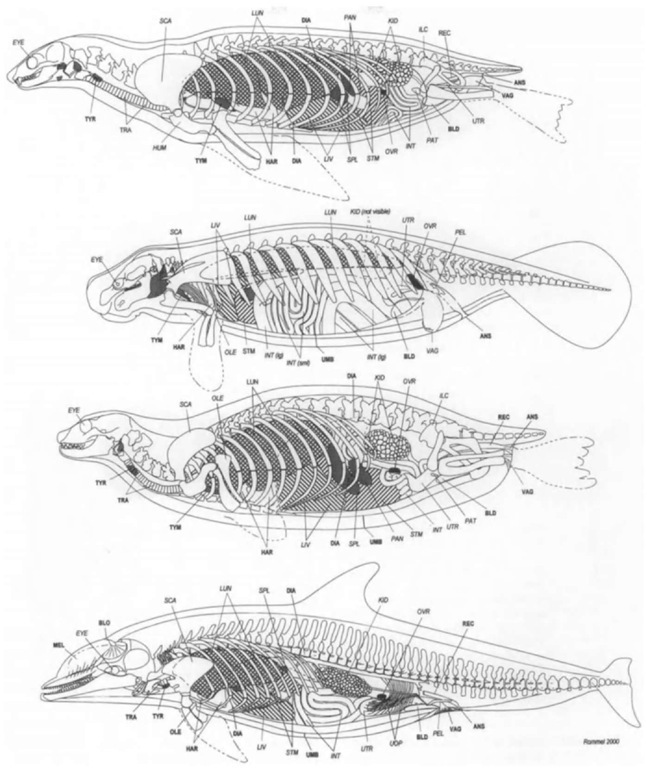 SCA LUN DIA PAN KID ILC REC
EYE
ANS
VAG
TYR TRA HUM TYM HAR DIA LIV SPL STM OVR INT PAT BLD UTR
SCA LIV LUN LUN KID (not visible) UTR OVR PEL
EYE
TYM HAR OLE STM INT (lg) INT (sml) UMB INT (lg) BLD VAG ANS
DIA KID OVR
EYE SCA OLE LUN ILC REC ANS
TYR TRA TYM HAR LIV DIA SPL UMB PAN STM INT UTR PAT BLD VAG
MEL EYE BLO SCA LUN SPL DIA KID OVR REC
TRA TYR OLE HAR DIA LIV STM UMB INT UTR UOP BLD PEL VAG ANS
Rommel 2000